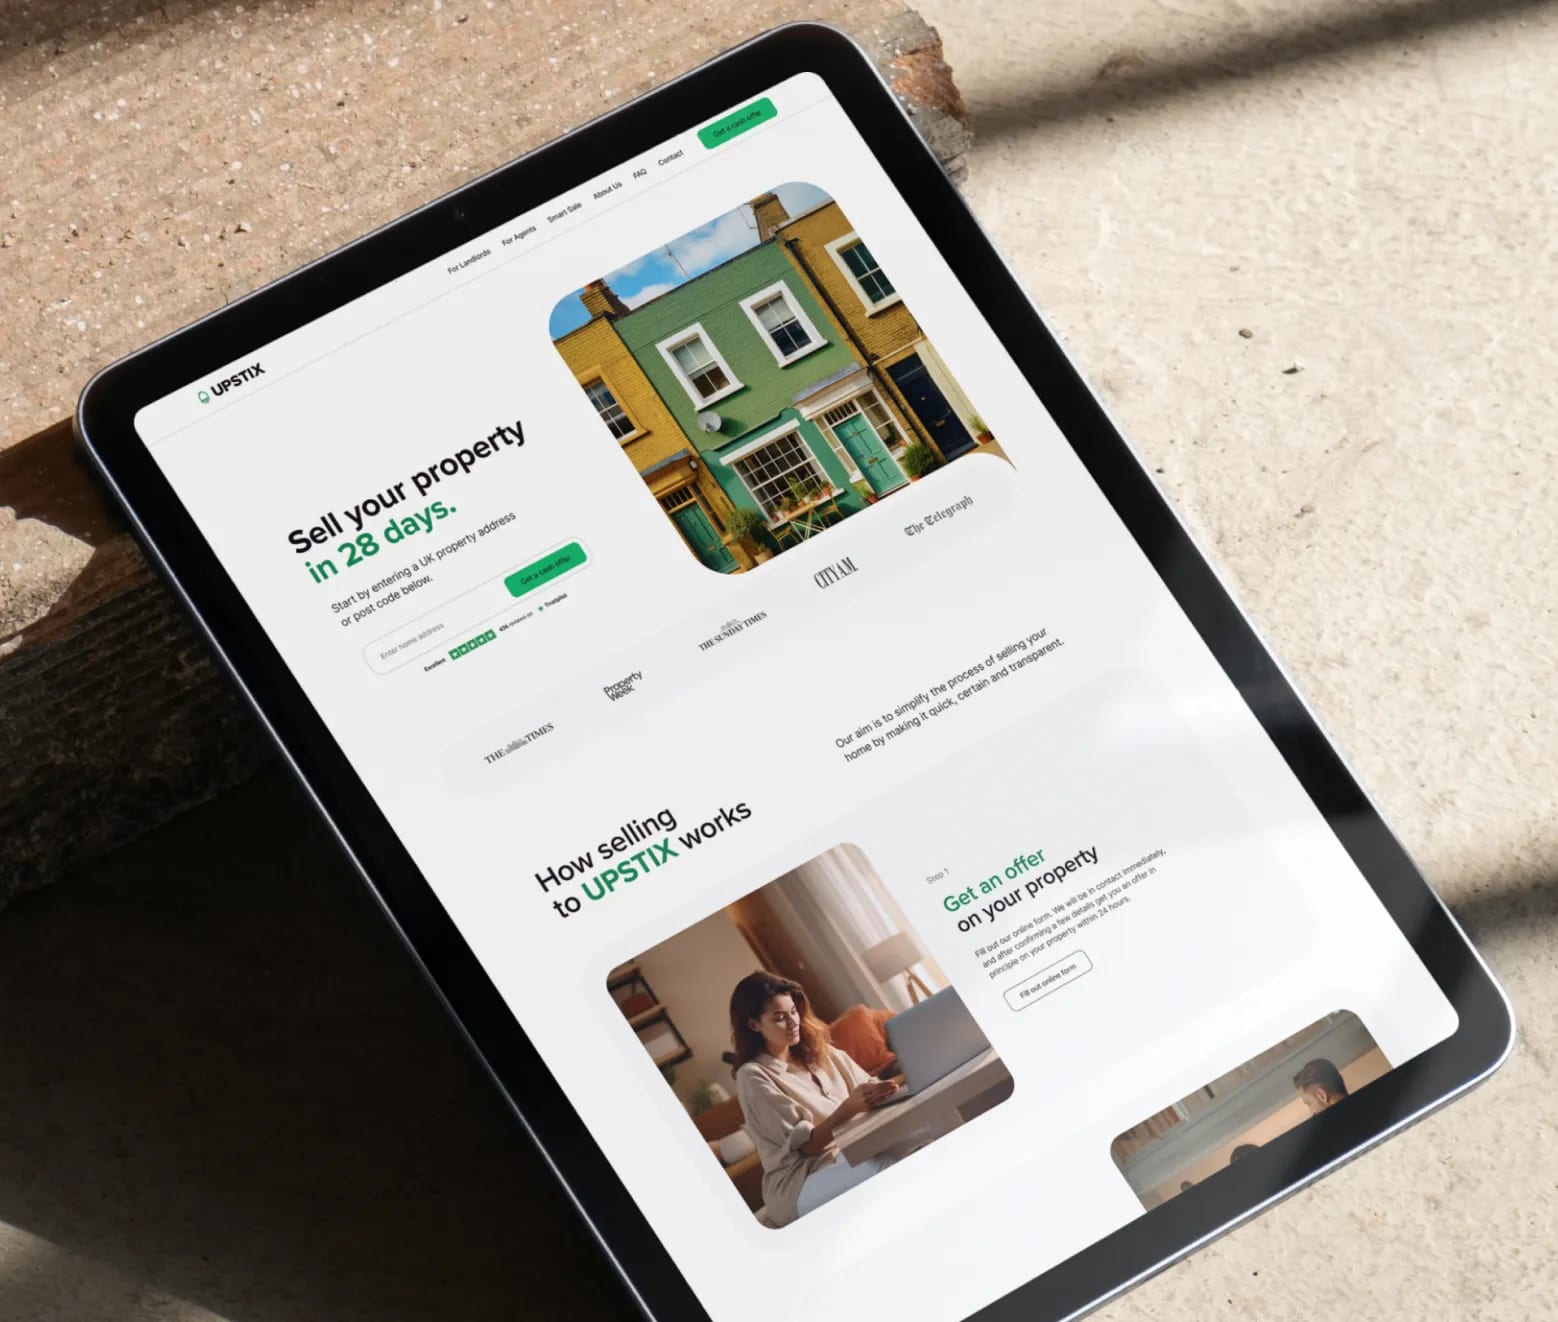 UPSTIX
For Landlords
For Agents
Smart Sale
About Us
FAQ
Contact
Get a cash offer
Sell your property
in 28 days.
Start by entering a UK property address
or post code below.
Enter nome address
Get a cash offer
Excellent
reviews on
Trustpilot
THE TIMES
Property
Week
THE SUNDAY TIMES
CITY A.M.
The Telegraph
How selling
to UPSTIX works
Our aim is to simplify the process of selling your
home by making it quick, certain and transparent.
Step 1
Get an offer
on your property
Fill out our online form. We will be in contact immediately,
and after confirming a few details get you an offer in
principle on your property within 24 hours.
Fill out online form